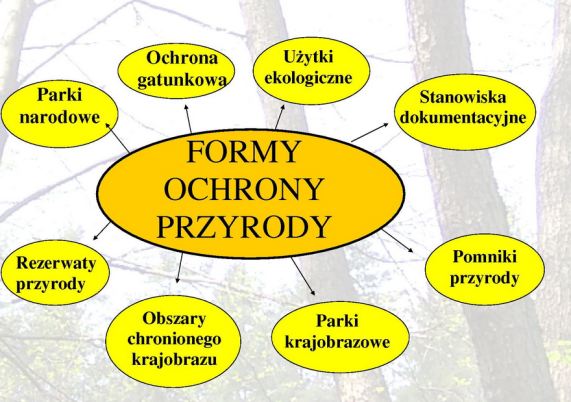 Ochrona
gatunkowa
Użytki
ekologiczne
Parki
narodowe
Stanowiska
dokumentacyjne
FORMY
OCHRONY
PRZYRODY
Rezerwaty
przyrody
Pomniki
przyrody
Obszary
chronionego
krajobrazu
Parki
krajobrazowe